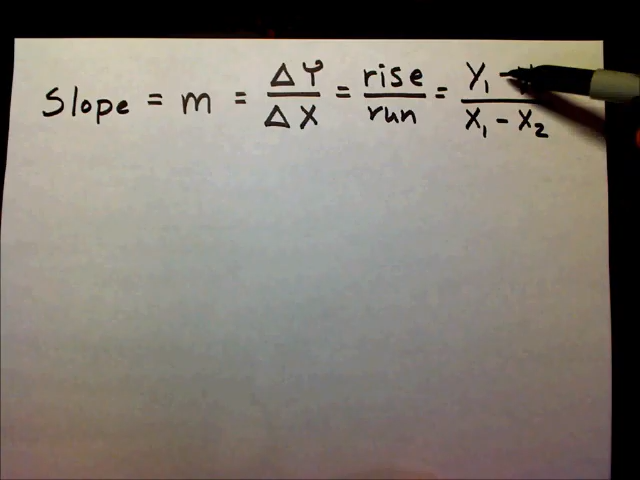 Slope = m = ΔY/ΔX = rise/run = Y₁ - / X₁ - X₂